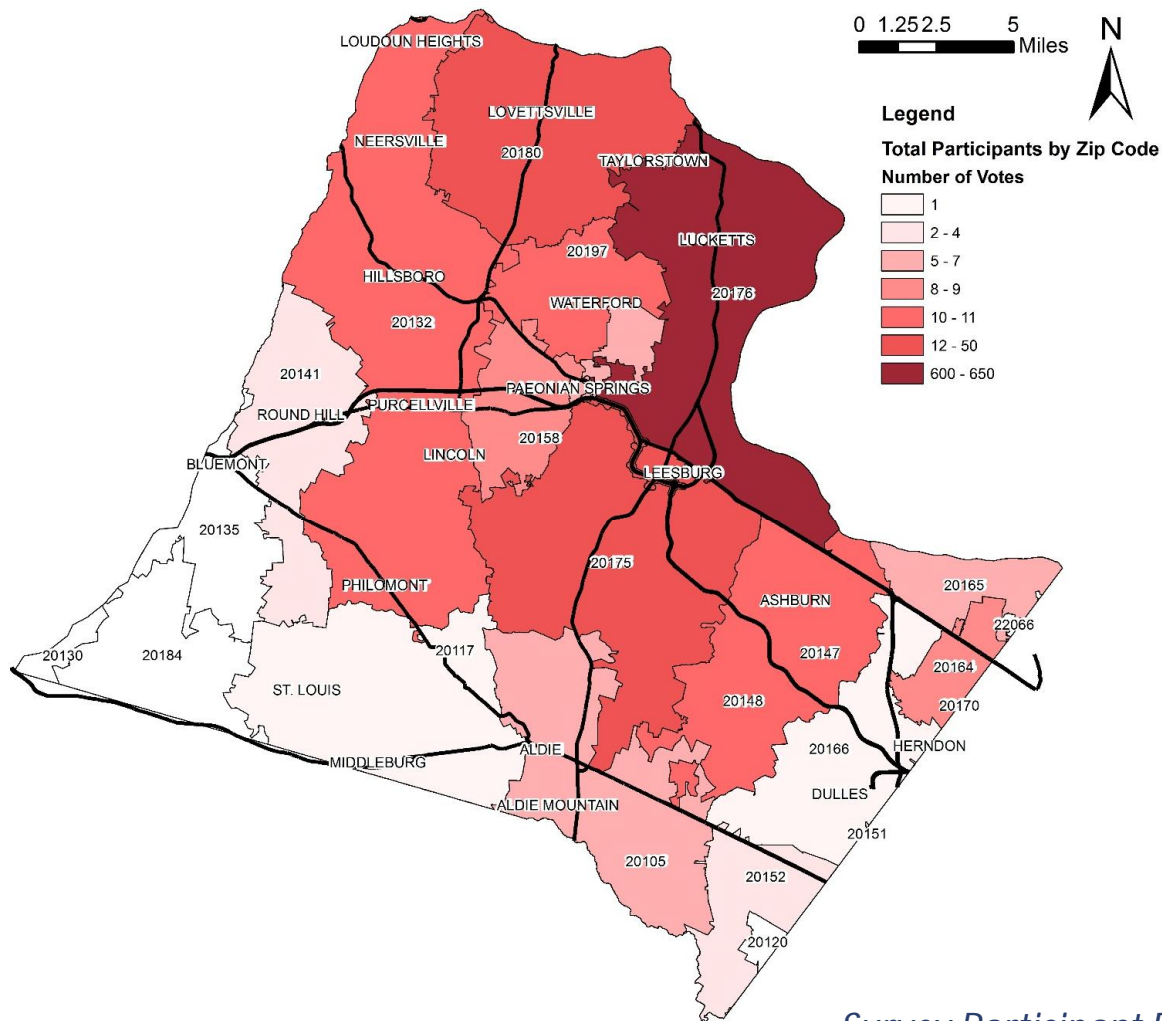 0 1.25 2.5 5
Miles
N
Legend
Total Participants by Zip Code
Number of Votes
1
2 - 4
5 - 7
8 - 9
10 - 11
12 - 50
600 - 650
LOUDOUN HEIGHTS
LOVETTSVILLE
NEERSVILLE
20180
TAYLORSTOWN
LUCKETTS
20197
HILLSBORO
20176
WATERFORD
20132
20141
PAEONIAN SPRINGS
PURCELLVILLE
ROUND HILL
20158
LINCOLN
BLUEMONT
LEESBURG
20135
20175
PHILOMONT
20165
ASHBURN
22066
20117
20147
20130
20184
20164
ST. LOUIS
20148
20170
ALDIE
20166
HERNDON
MIDDLEBURG
DULLES
ALDIE MOUNTAIN
20151
20105
20152
20120